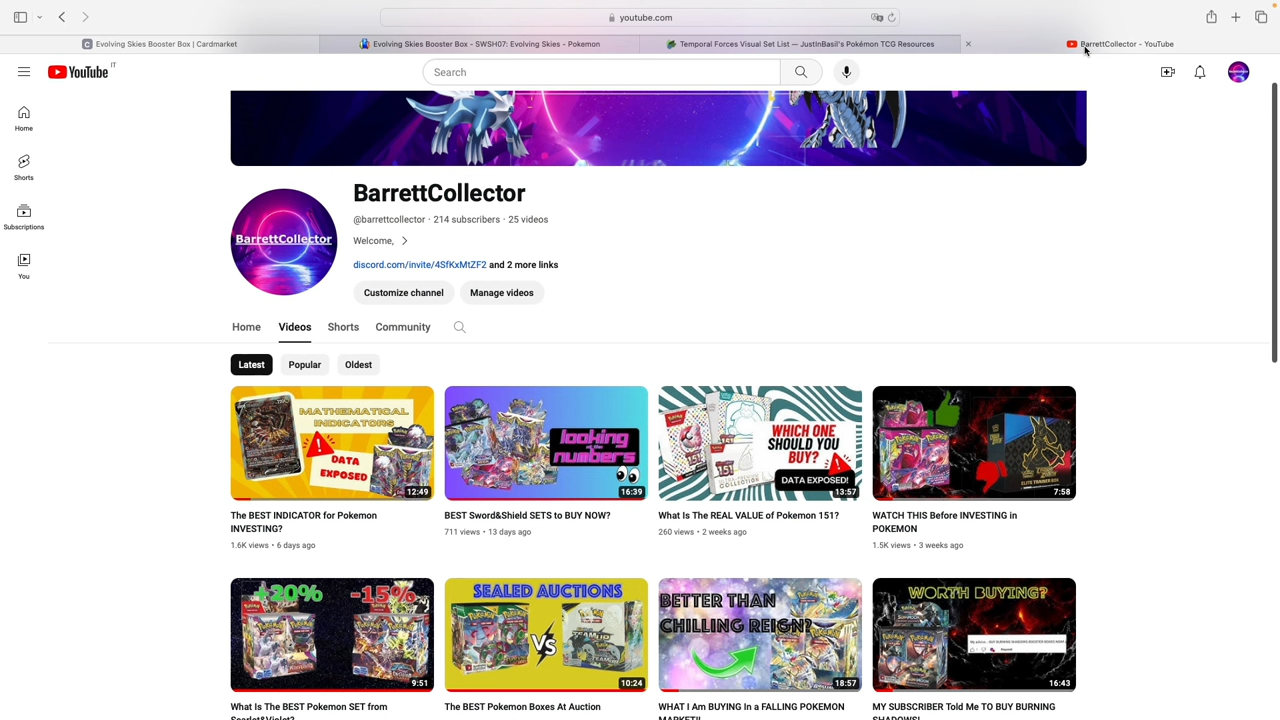 youtube.com
Evolving Skies Booster Box | Cardmarket
Evolving Skies Booster Box - SWSH07: Evolving Skies - Pokemon
Temporal Forces Visual Set List — JustInBasil's Pokémon TCG Resources
BarrettCollector - YouTube
YouTube IT
Search
Home
Shorts
Subscriptions
You
BarrettCollector
BarrettCollector
@barrettcollector · 214 subscribers · 25 videos
Welcome,
discord.com/invite/4SfKxMtZF2 and 2 more links
Customize channel
Manage videos
Home
Videos
Shorts
Community
Latest
Popular
Oldest
MATHEMATICAL
INDICATORS
DATA
EXPOSED
12:49
looking
at the
numbers
16:39
WHICH ONE
SHOULD YOU
BUY?
DATA EXPOSED!
13:57
7:58
The BEST INDICATOR for Pokemon
INVESTING?
1.6K views • 6 days ago
BEST Sword&Shield SETS to BUY NOW?
711 views • 13 days ago
What Is The REAL VALUE of Pokemon 151?
260 views • 2 weeks ago
WATCH THIS Before INVESTING in
POKEMON
1.5K views • 3 weeks ago
+20%
-15%
9:51
SEALED AUCTIONS
VS
10:24
BETTER THAN
CHILLING REIGN?
18:57
WORTH BUYING?
16:43
What Is The BEST Pokemon SET from
Scarlet&Violet?
The BEST Pokemon Boxes At Auction
WHAT I Am BUYING In a FALLING POKEMON
MARKET!!
MY SUBSCRIBER Told Me TO BUY BURNING
SHADOWS!